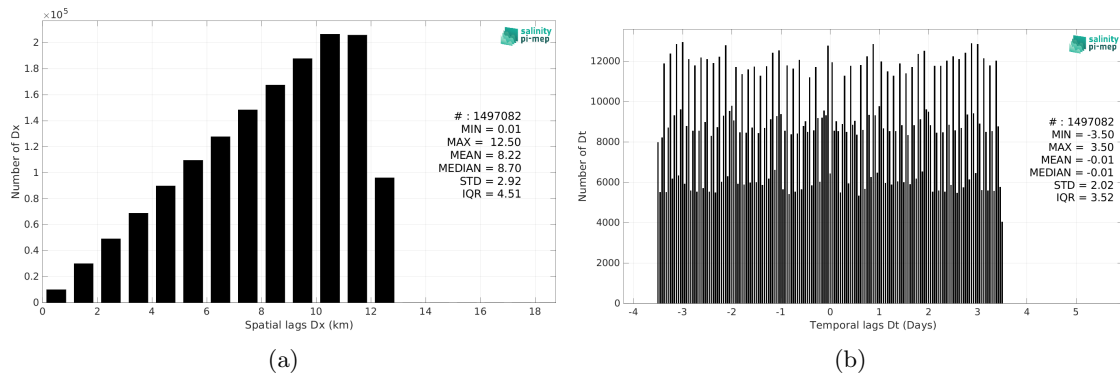 ×10⁵
salinity
pi-mep
2
1.8
1.6
1.4
1.2
1
0.8
0.6
0.4
0.2
0
Number of Dx
# : 1497082
MIN = 0.01
MAX = 12.50
MEAN = 8.22
MEDIAN = 8.70
STD = 2.92
IQR = 4.51
0 2 4 6 8 10 12 14 16 18
Spatial lags Dx (km)
(a)
salinity
pi-mep
12000
10000
8000
6000
4000
2000
0
Number of Dt
# : 1497082
MIN = -3.50
MAX = 3.50
MEAN = -0.01
MEDIAN = -0.01
STD = 2.02
IQR = 3.52
-4 -3 -2 -1 0 1 2 3 4 5
Temporal lags Dt (Days)
(b)